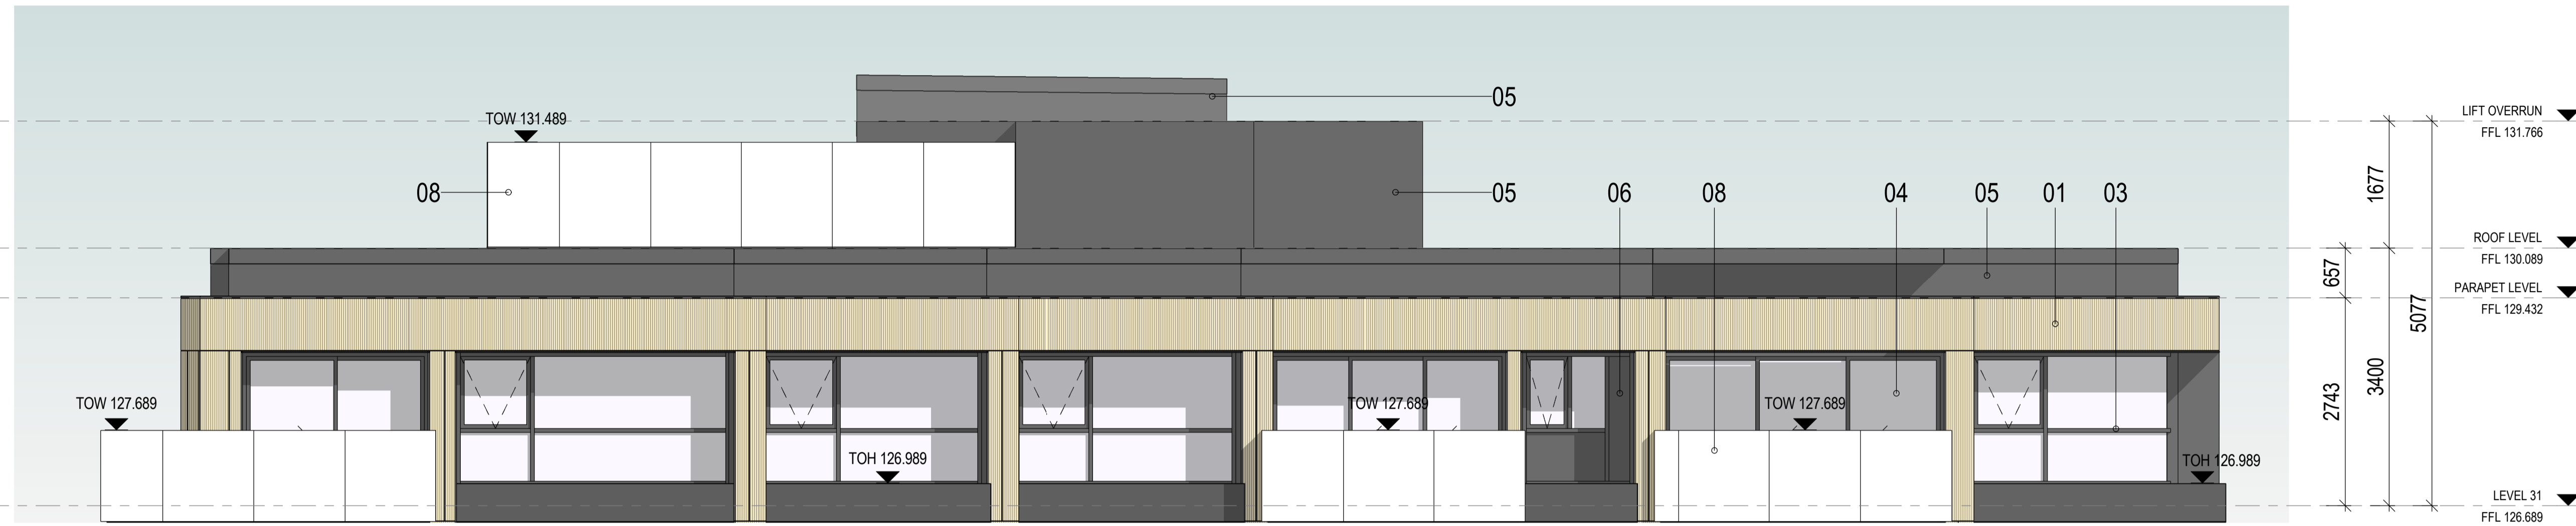 05
LIFT OVERRUN
FFL 131.766
TOW 131.489
08
05
06
08
04
05
01
03
1677
ROOF LEVEL
FFL 130.089
657
PARAPET LEVEL
FFL 129.432
5077
3400
2743
TOW 127.689
TOW 127.689
TOW 127.689
TOH 126.989
TOH 126.989
LEVEL 31
FFL 126.689